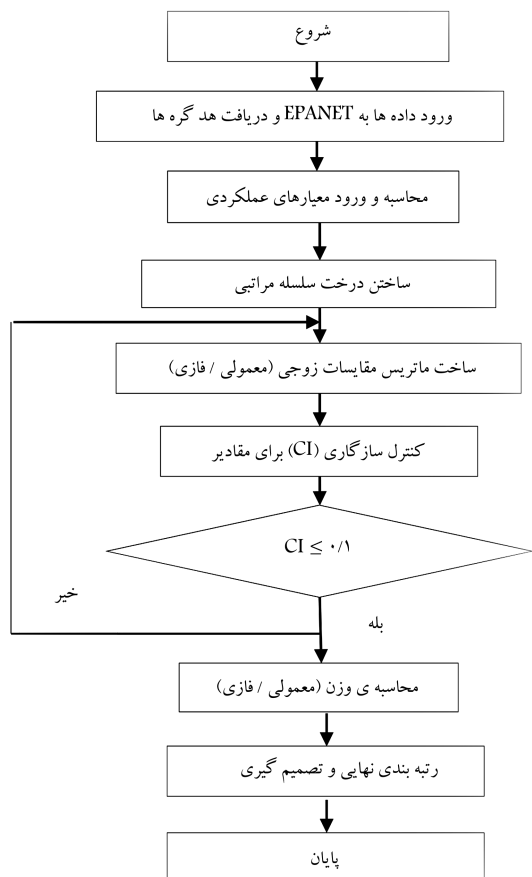 شروع
ورود داده ها به EPANET و دریافت هد گره ها
محاسبه و ورود معیارهای عملکردی
ساختن درخت سلسله مراتبی
ساخت ماتریس مقایسات زوجی (معمولی / فازی)
کنترل سازگاری (CI) برای مقادیر
CI ≤ ۰/۱
خیر
بله
محاسبه ی وزن (معمولی / فازی)
رتبه بندی نهایی و تصمیم گیری
پایان